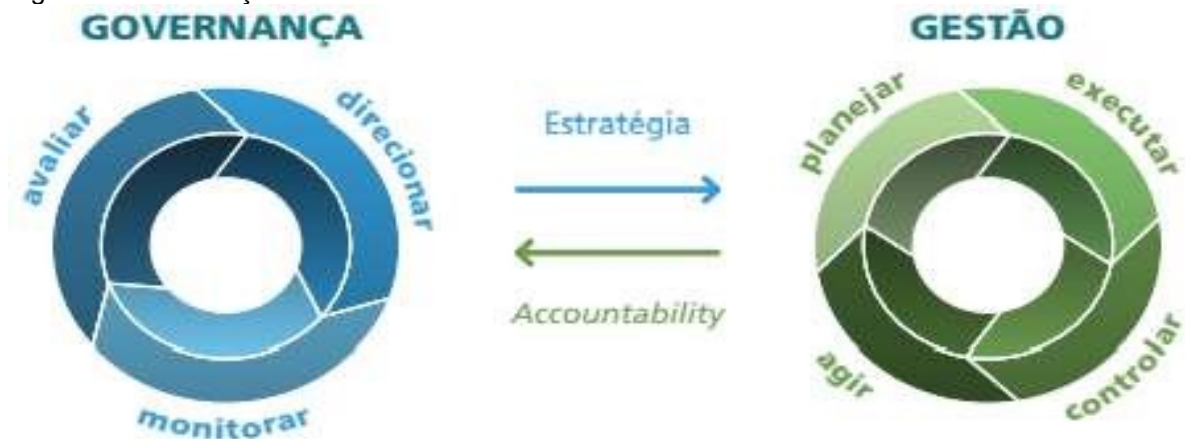 GOVERNANÇA
GESTÃO
avaliar
direcionar
monitorar
Estratégia
Accountability
planejar
executar
agir
controlar